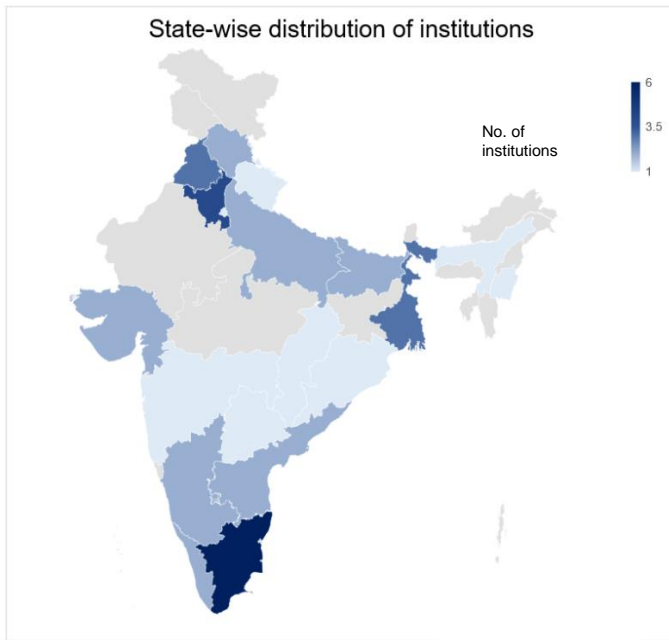 State-wise distribution of institutions
6
No. of
3.5
institutions
1